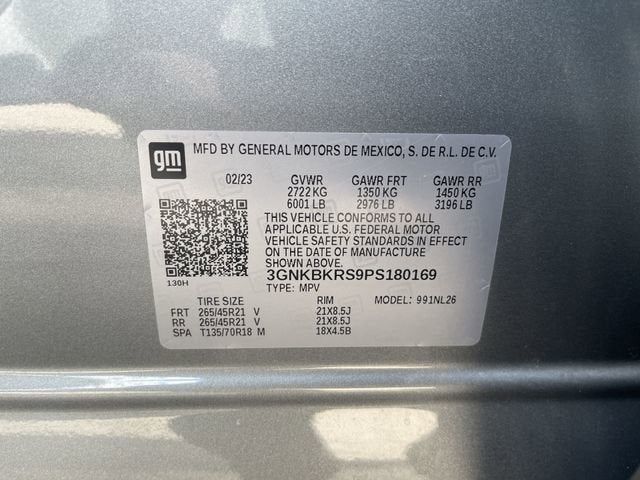 gm
MFD BY GENERAL MOTORS DE MEXICO, S. DE R.L. DE C.V.
02/23 GVWR GAWR FRT GAWR RR
2722 KG 1350 KG 1450 KG
6001 LB 2976 LB 3196 LB
THIS VEHICLE CONFORMS TO ALL
APPLICABLE U.S. FEDERAL MOTOR
VEHICLE SAFETY STANDARDS IN EFFECT
ON THE DATE OF MANUFACTURE
SHOWN ABOVE.
3GNKBKRS9PS180169
130H
TYPE: MPV
TIRE SIZE RIM MODEL: 991NL26
FRT 265/45R21 V 21X8.5J
RR 265/45R21 V 21X8.5J
SPA T135/70R18 M 18X4.5B